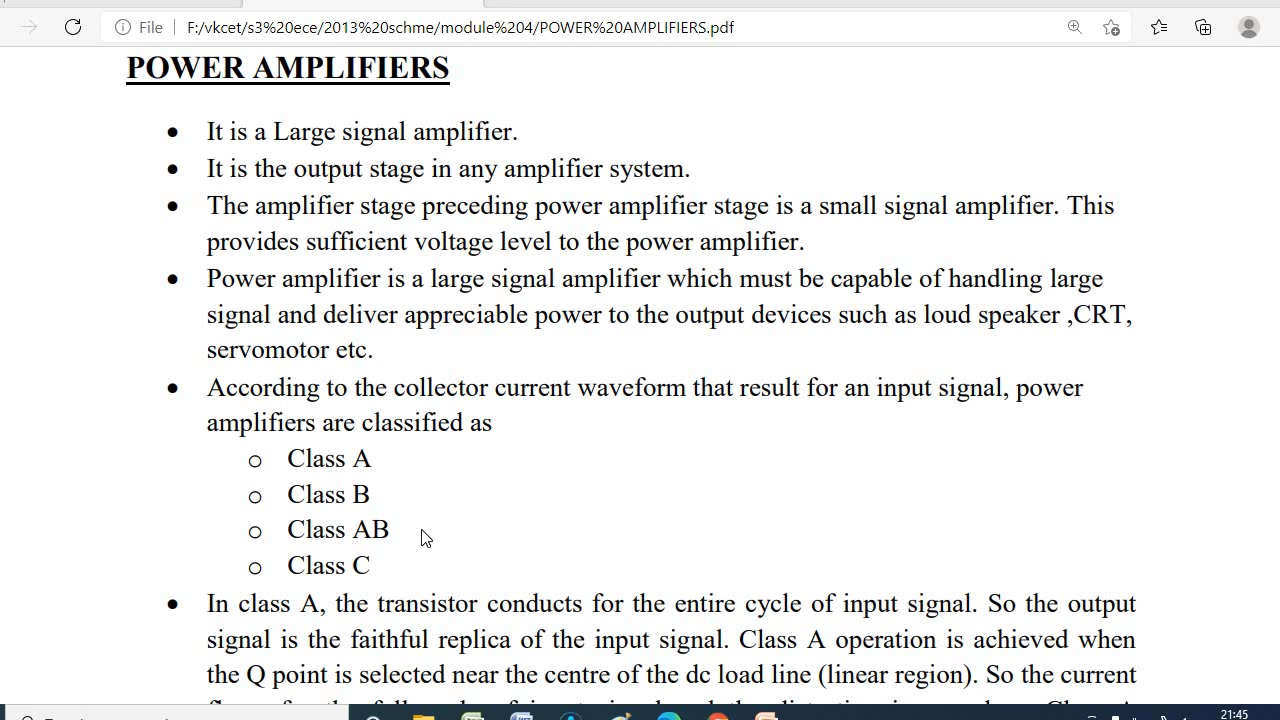 File
F:/vkcet/s3%20ece/2013%20schme/module%204/POWER%20AMPLIFIERS.pdf
POWER AMPLIFIERS
• It is a Large signal amplifier.
• It is the output stage in any amplifier system.
• The amplifier stage preceding power amplifier stage is a small signal amplifier. This
provides sufficient voltage level to the power amplifier.
• Power amplifier is a large signal amplifier which must be capable of handling large
signal and deliver appreciable power to the output devices such as loud speaker ,CRT,
servomotor etc.
• According to the collector current waveform that result for an input signal, power
amplifiers are classified as
o Class A
o Class B
o Class AB
o Class C
• In class A, the transistor conducts for the entire cycle of input signal. So the output
signal is the faithful replica of the input signal. Class A operation is achieved when
the Q point is selected near the centre of the dc load line (linear region). So the current
21:45